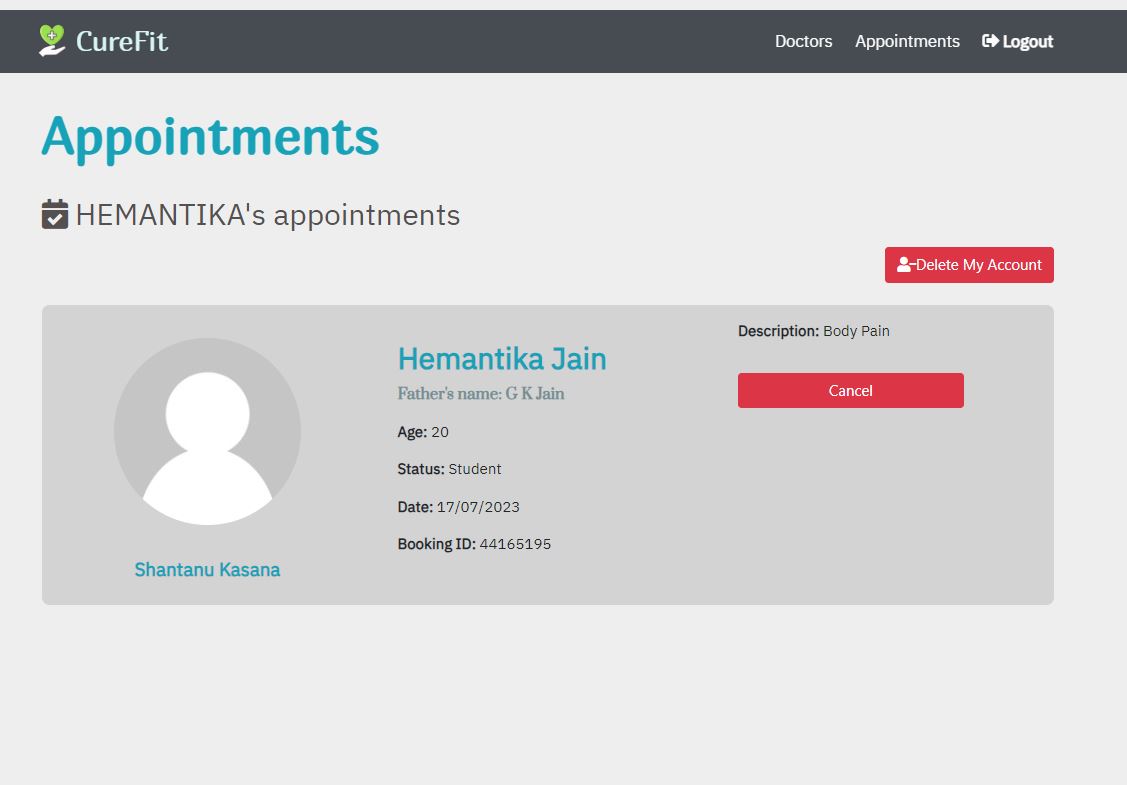 CureFit
Doctors Appointments Logout
Appointments
HEMANTIKA's appointments
Delete My Account
Shantanu Kasana
Hemantika Jain
Father's name: G K Jain
Age: 20
Status: Student
Date: 17/07/2023
Booking ID: 44165195
Description: Body Pain
Cancel